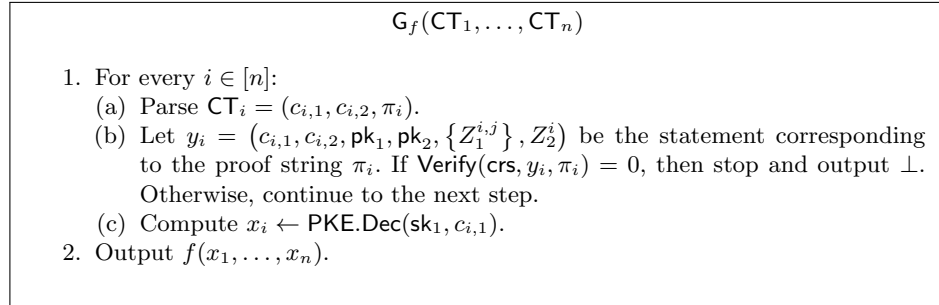 G_f(CT_1, . . . , CT_n)
1. For every i ∈ [n]:
(a) Parse CT_i = (c_{i,1}, c_{i,2}, π_i).
(b) Let y_i = (c_{i,1}, c_{i,2}, pk_1, pk_2, {Z_1^{i,j}}, Z_2^i) be the statement corresponding
to the proof string π_i. If Verify(crs, y_i, π_i) = 0, then stop and output ⊥.
Otherwise, continue to the next step.
(c) Compute x_i ← PKE.Dec(sk_1, c_{i,1}).
2. Output f(x_1, . . . , x_n).